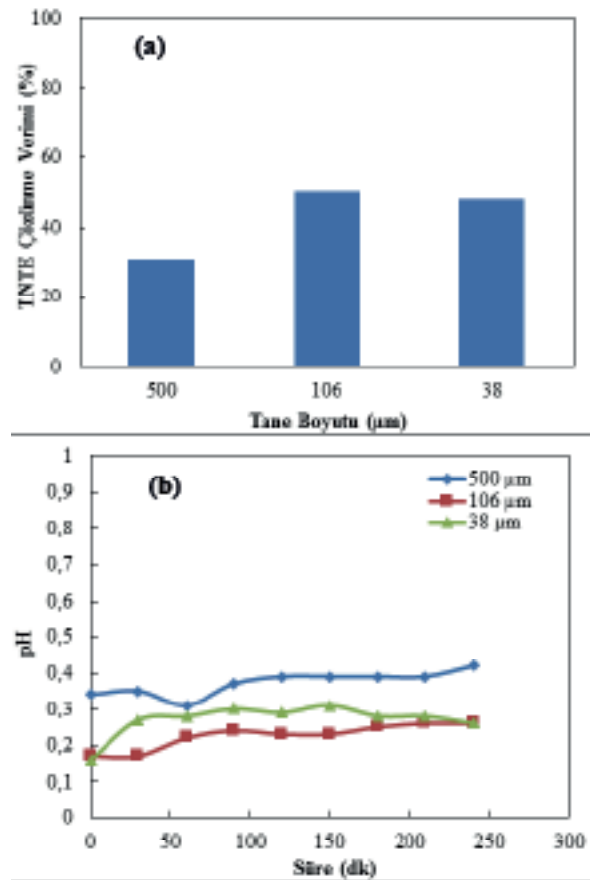 (a)
TNTE Çözünme Verimi (%)
100
80
60
40
20
0
500 106 38
Tane Boyutu (µm)
(b)
500 µm
106 µm
38 µm
pH
1
0,9
0,8
0,7
0,6
0,5
0,4
0,3
0,2
0,1
0
0 50 100 150 200 250 300
Süre (dk)